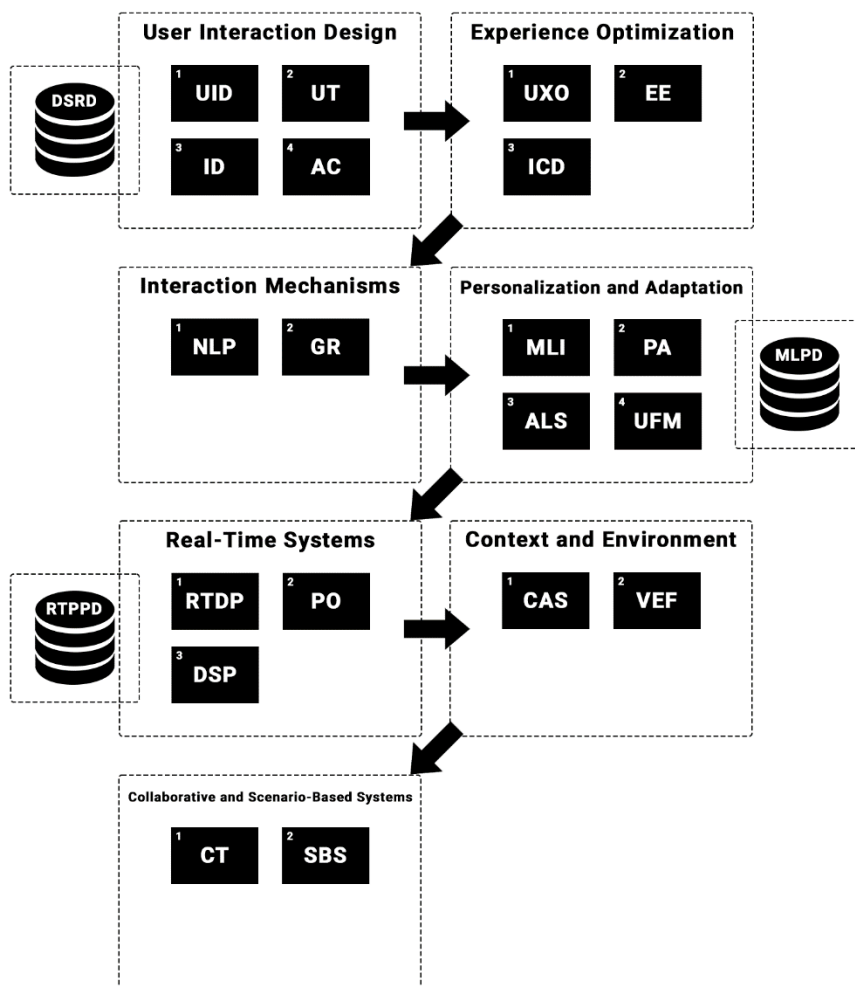 User Interaction Design
DSRD
1 UID
2 UT
3 ID
4 AC
Experience Optimization
1 UXO
2 EE
3 ICD
Interaction Mechanisms
1 NLP
2 GR
Personalization and Adaptation
1 MLI
2 PA
3 ALS
4 UFM
MLPD
Real-Time Systems
RTPPD
1 RTDP
2 PO
3 DSP
Context and Environment
1 CAS
2 VEF
Collaborative and Scenario-Based Systems
1 CT
2 SBS